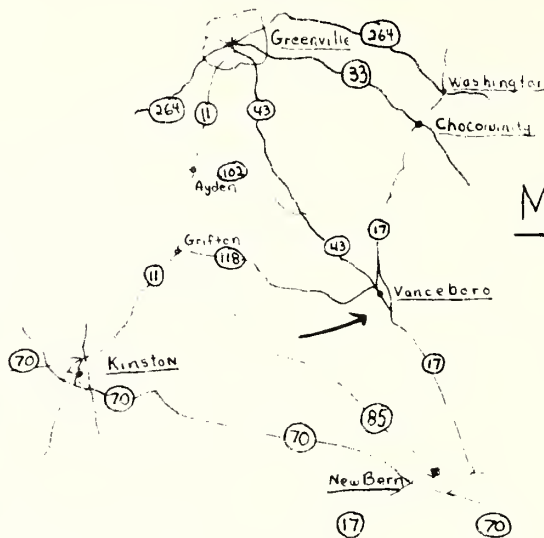 Greenville
264
33
Washington
264
11
43
Chocowinity
102
Ayden
M
17
Grifton
118
43
11
Vanceboro
Kinston
70
17
70
85
70
New Bern
17
70